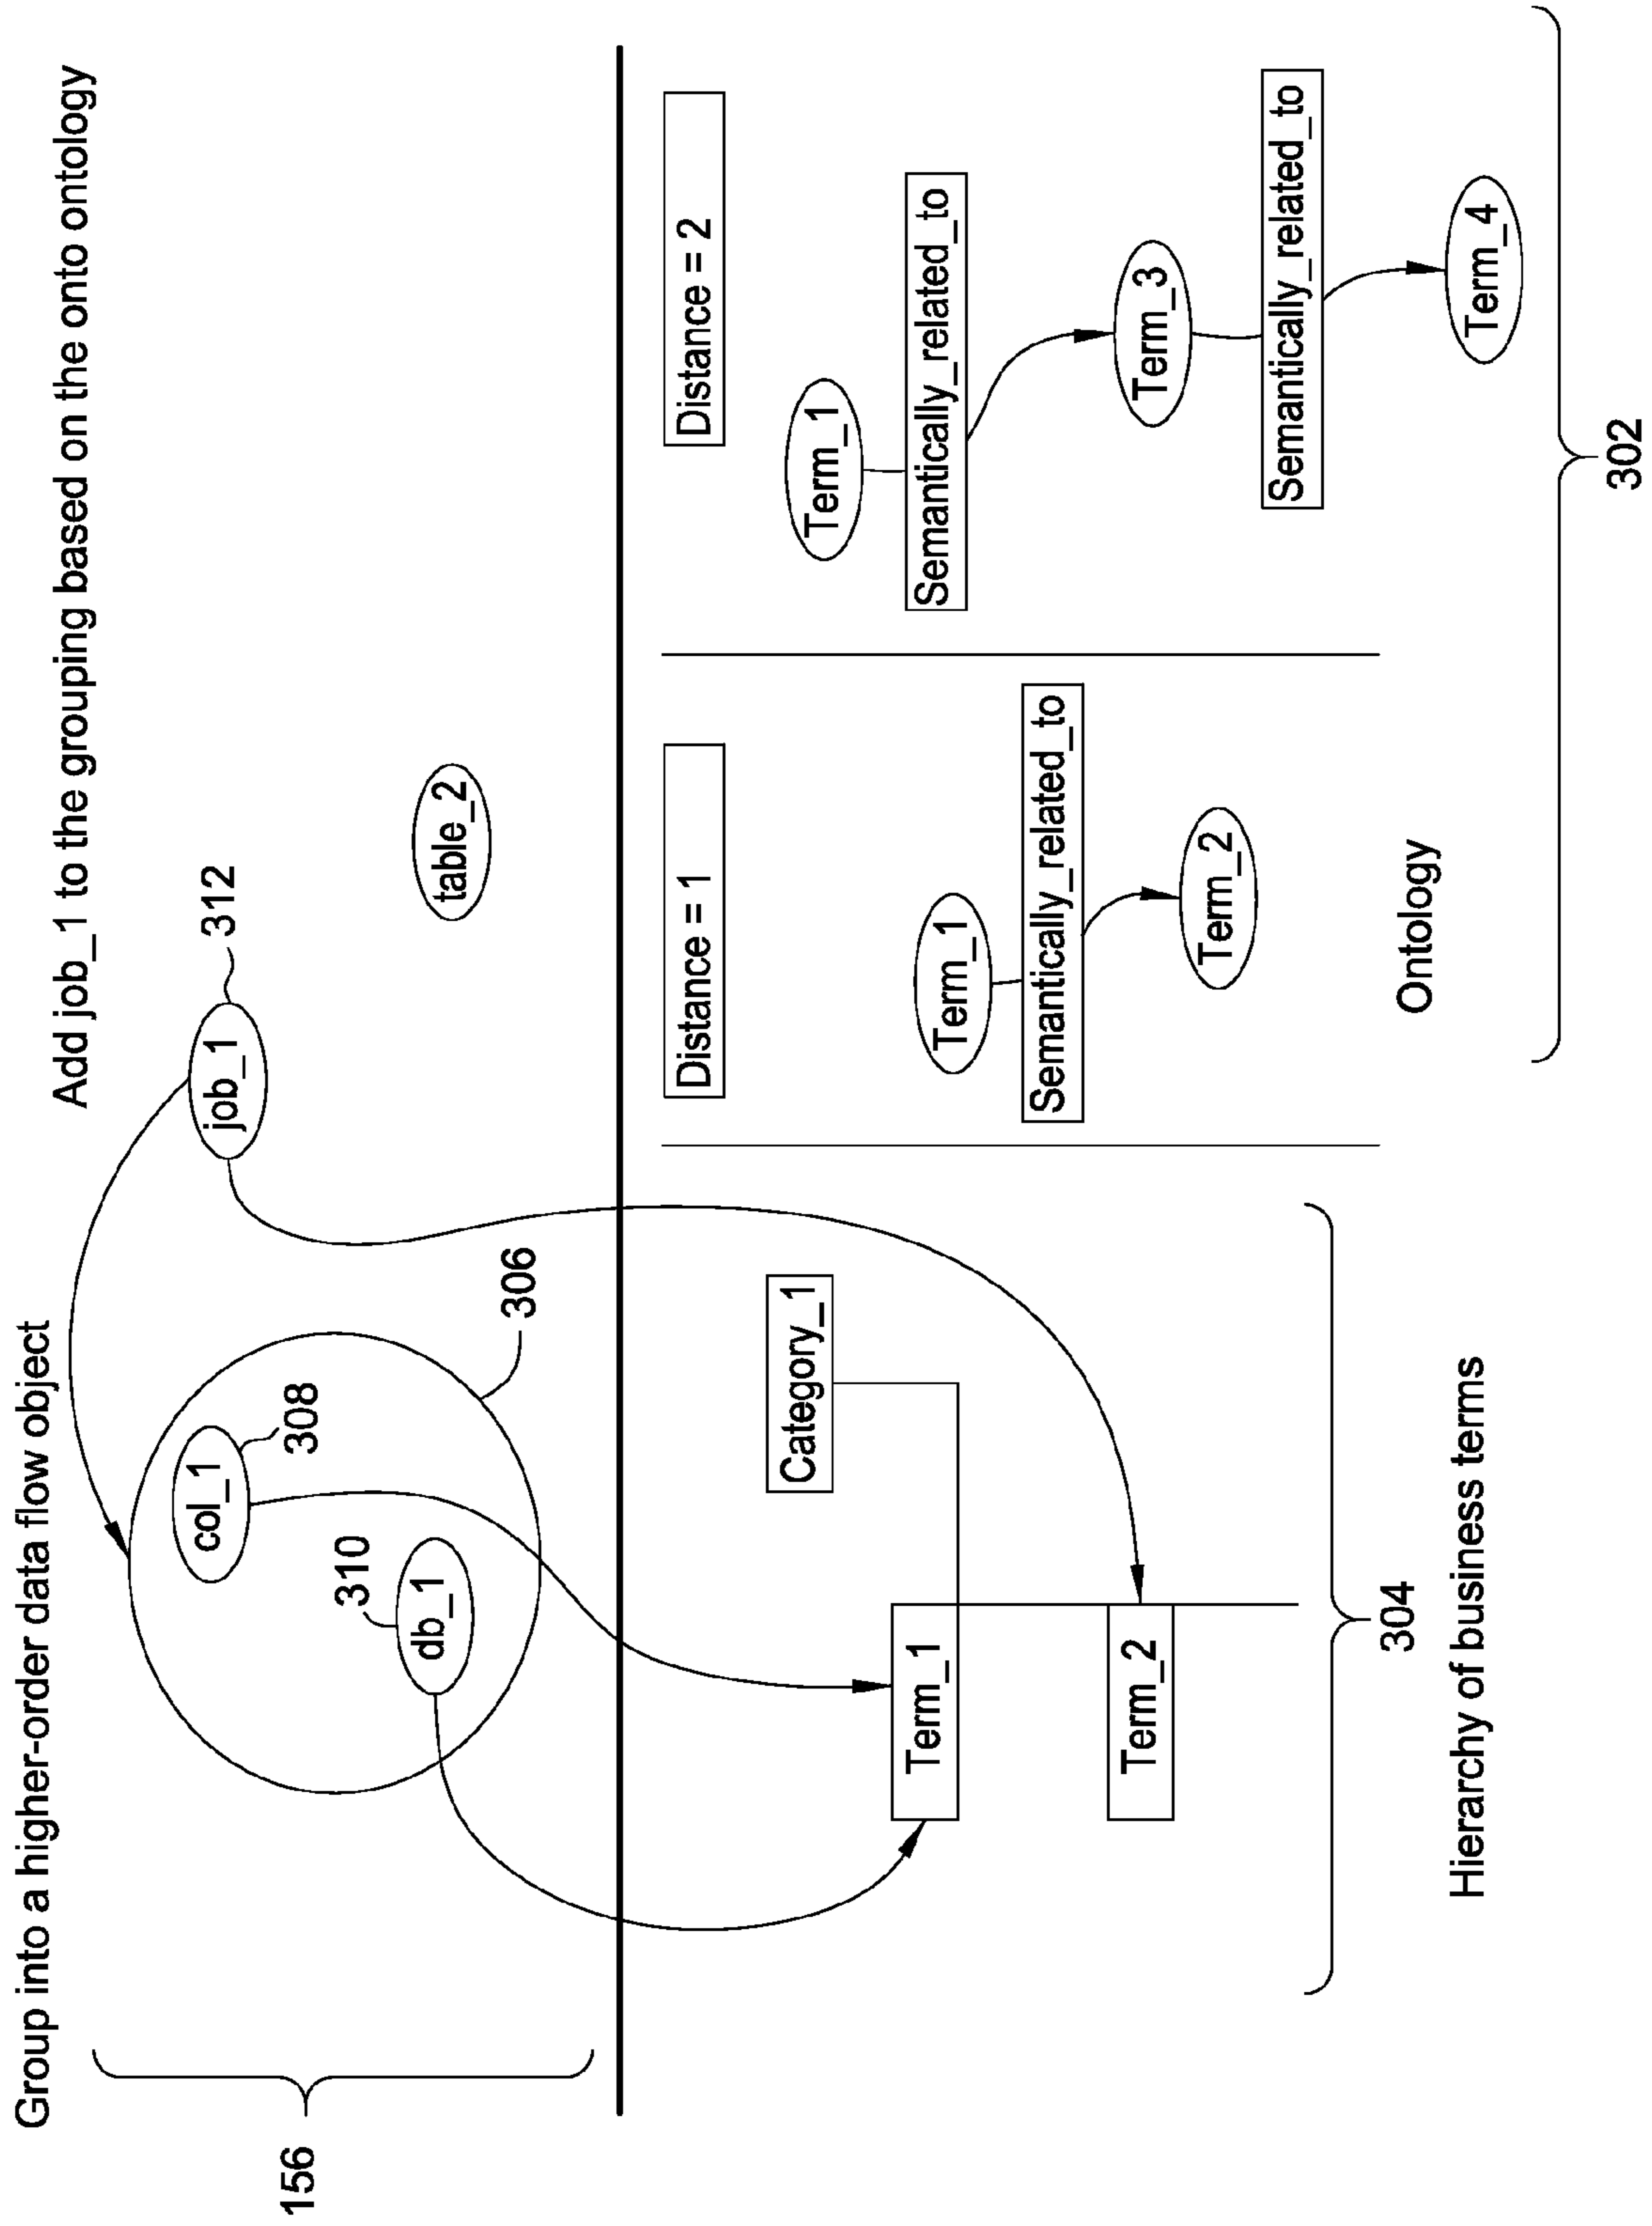 Group into a higher-order data flow object
Add job_1 to the grouping based on the onto ontology
156
col_1
308
db_1
310
306
job_1
312
table_2
Category_1
Term_1
Term_2
304
Hierarchy of business terms
Distance = 1
Term_1
Semantically_related_to
Term_2
Ontology
Distance = 2
Term_1
Semantically_related_to
Term_3
Semantically_related_to
Term_4
302